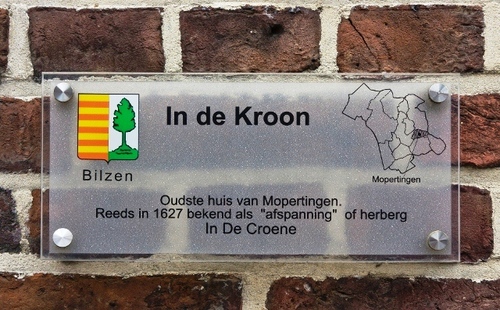 In de Kroon
Bilzen
Mopertingen
Oudste huis van Mopertingen.
Reeds in 1627 bekend als "afspanning" of herberg
In De Croene